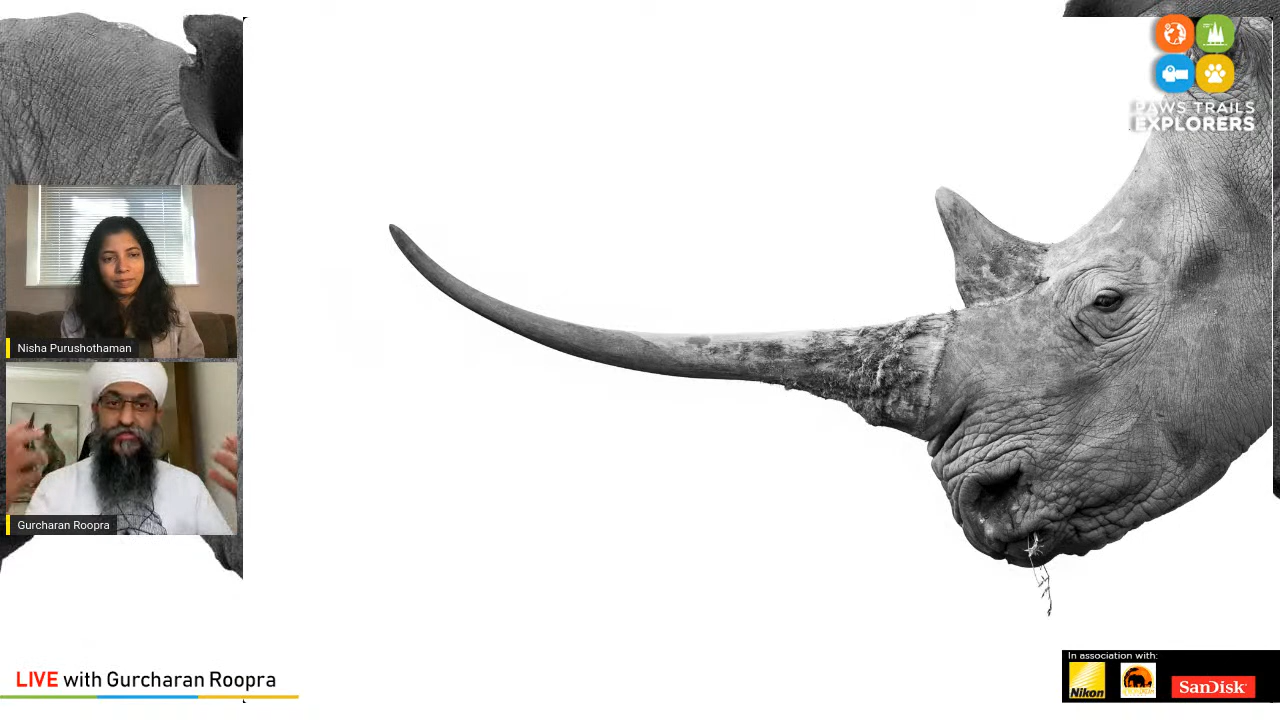 PAWS TRAILS
EXPLORERS
Nisha Purushothaman
Gurcharan Roopra
LIVE with Gurcharan Roopra
In association with:
Nikon
SanDisk